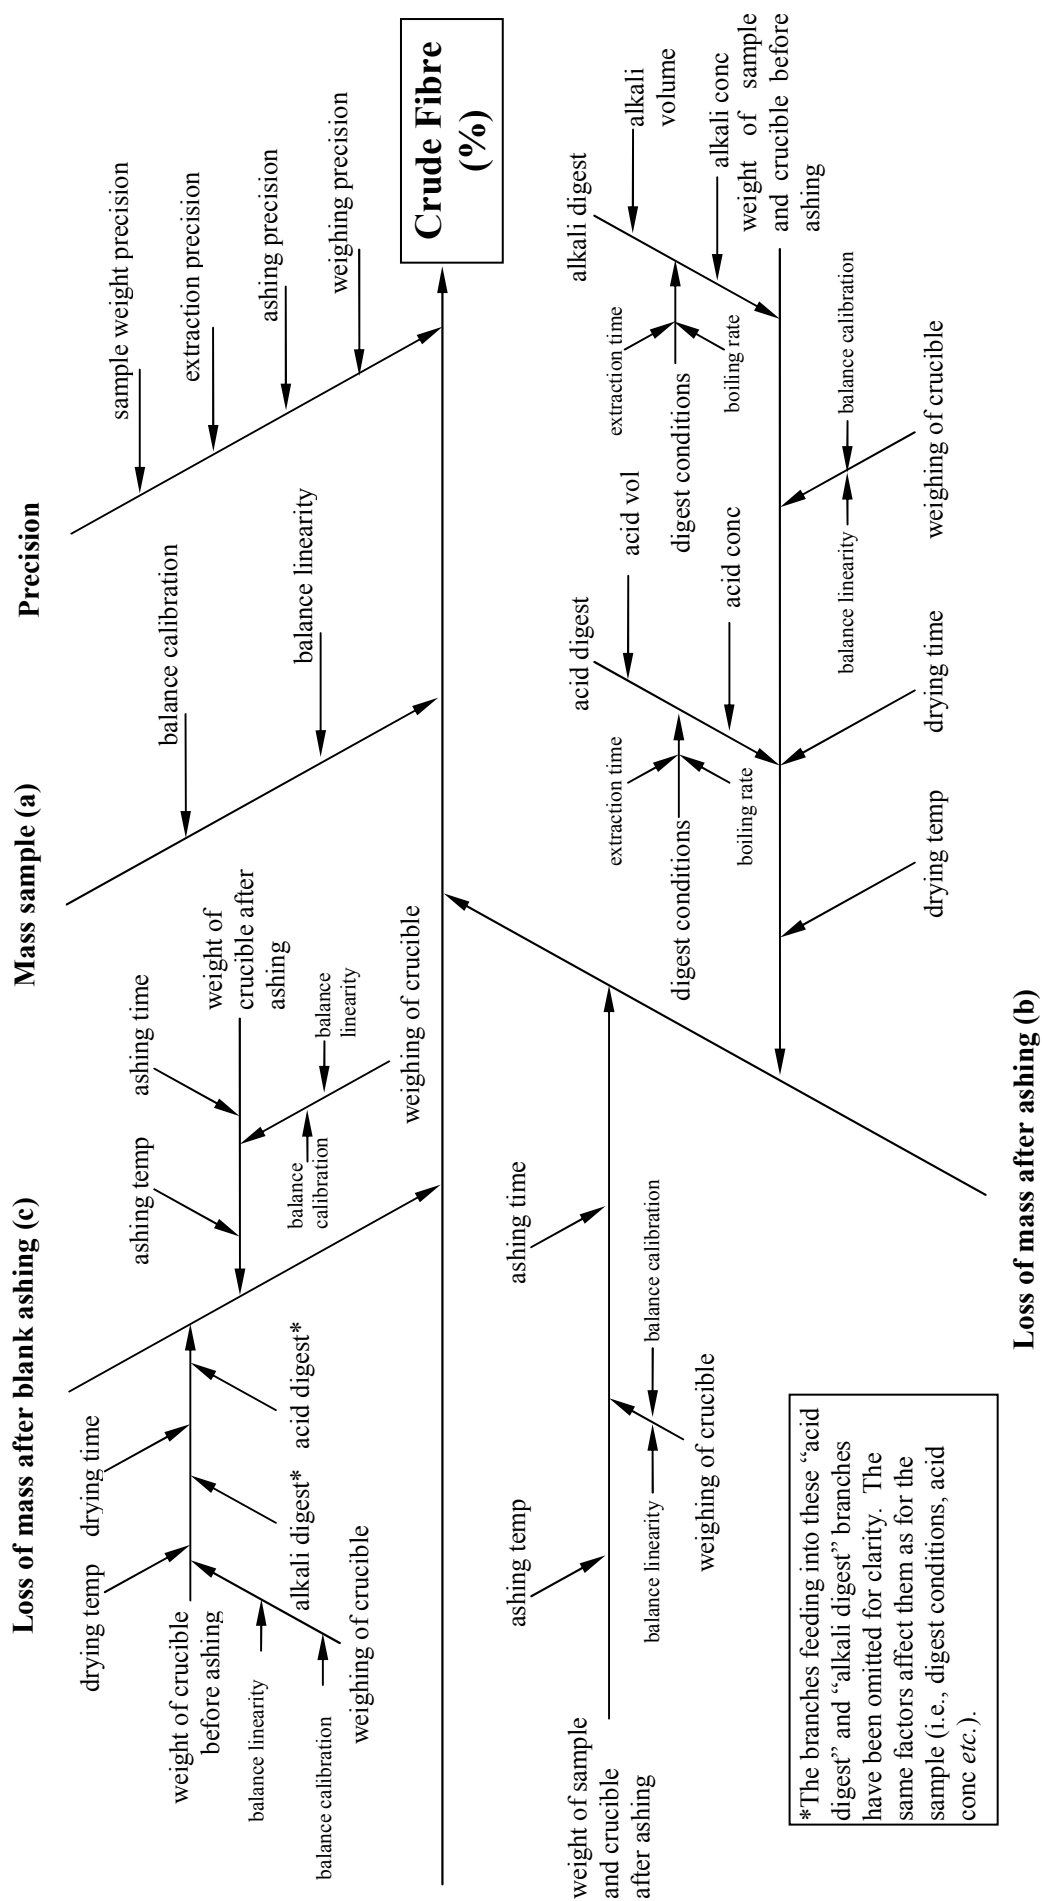 Loss of mass after blank ashing (c)
Mass sample (a)
Precision
drying temp
drying time
ashing temp
ashing time
weight of
crucible after
ashing
balance calibration
sample weight precision
extraction precision
ashing precision
weighing precision
weight of crucible
before ashing
balance linearity
balance calibration
weighing of crucible
alkali digest*
acid digest*
balance
calibration
balance
linearity
weighing of crucible
balance linearity
Crude Fibre
(%)
ashing temp
ashing time
weight of sample
and crucible
after ashing
balance linearity
balance calibration
weighing of crucible
acid digest
acid vol
extraction time
digest conditions
boiling rate
acid conc
alkali digest
alkali
volume
extraction time
digest conditions
boiling rate
alkali conc
weight of sample
and crucible before
ashing
drying temp
drying time
balance linearity
balance calibration
weighing of crucible
*The branches feeding into these “acid
digest” and “alkali digest” branches
have been omitted for clarity. The
same factors affect them as for the
sample (i.e., digest conditions, acid
conc etc.).
Loss of mass after ashing (b)